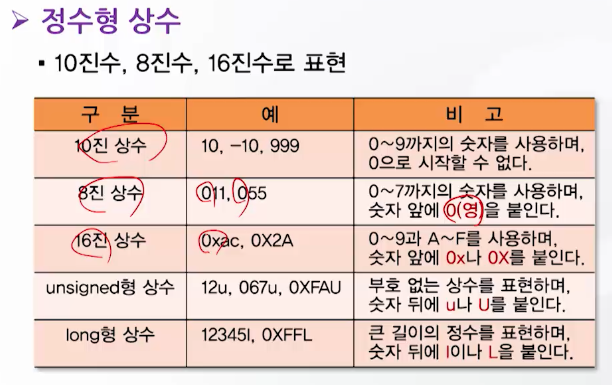 ➤ 정수형 상수
▪ 10진수, 8진수, 16진수로 표현
구 분 예 비 고
10진 상수 10, −10, 999 0~9까지의 숫자를 사용하며,
0으로 시작할 수 없다.
8진 상수 011, 055 0~7까지의 숫자를 사용하며,
숫자 앞에 0(영)을 붙인다.
16진 상수 0xac, 0X2A 0~9과 A~F를 사용하며,
숫자 앞에 0x나 0X를 붙인다.
unsigned형 상수 12u, 067u, 0XFAU 부호 없는 상수를 표현하며,
숫자 뒤에 u나 U를 붙인다.
long형 상수 12345l, 0XFFL 큰 길이의 정수를 표현하며,
숫자 뒤에 l이나 L을 붙인다.